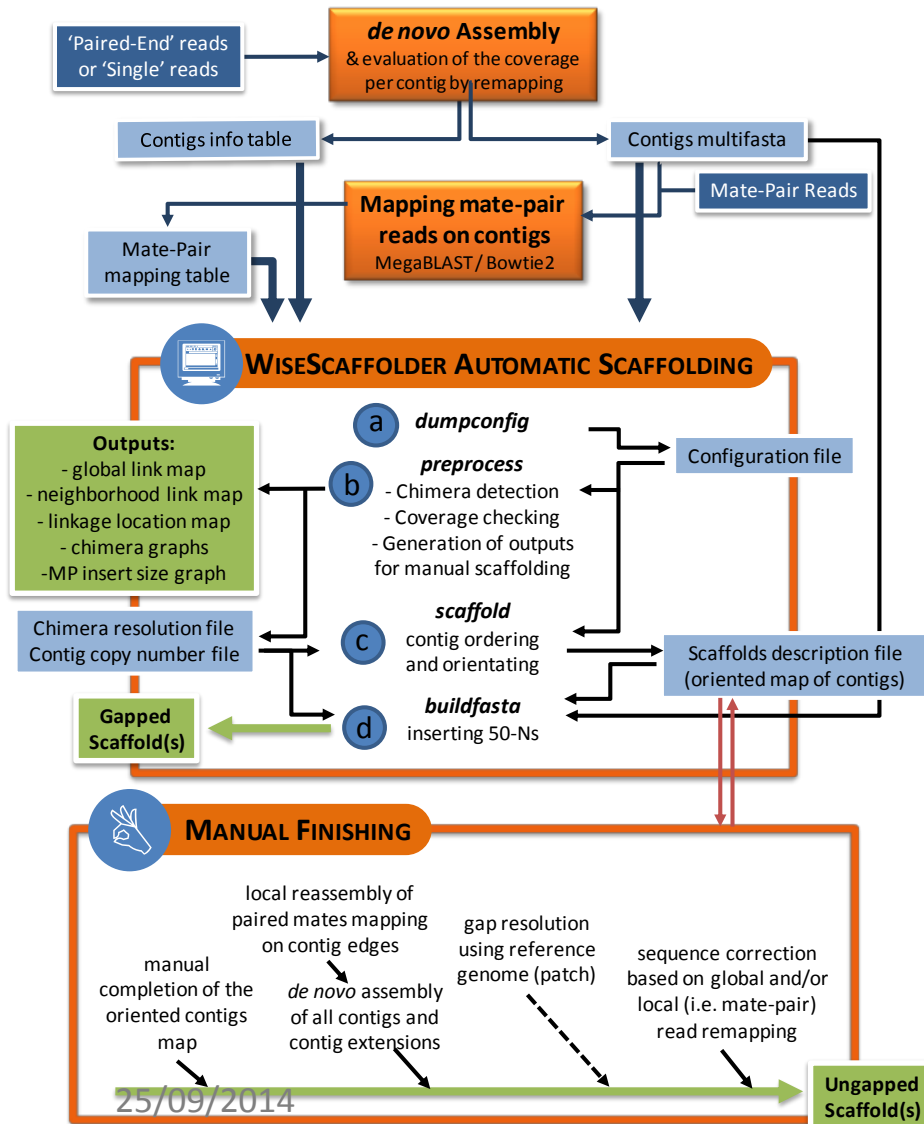 ‘Paired-End’ reads
or ‘Single’ reads
de novo Assembly
& evaluation of the coverage
per contig by remapping
Contigs info table
Contigs multifasta
Mate-Pair Reads
Mapping mate-pair
reads on contigs
MegaBLAST / Bowtie2
Mate-Pair
mapping table
WISESCAFFOLDER AUTOMATIC SCAFFOLDING
a
dumpconfig
Configuration file
Outputs:
- global link map
- neighborhood link map
- linkage location map
- chimera graphs
-MP insert size graph
b
preprocess
- Chimera detection
- Coverage checking
- Generation of outputs
for manual scaffolding
Chimera resolution file
Contig copy number file
c
scaffold
contig ordering
and orientating
Scaffolds description file
(oriented map of contigs)
Gapped
Scaffold(s)
d
buildfasta
inserting 50-Ns
MANUAL FINISHING
manual
completion of the
oriented contigs
map
local reassembly of
paired mates mapping
on contig edges
de novo assembly
of all contigs and
contig extensions
gap resolution
using reference
genome (patch)
sequence correction
based on global and/or
local (i.e. mate-pair)
read remapping
25/09/2014
Ungapped
Scaffold(s)